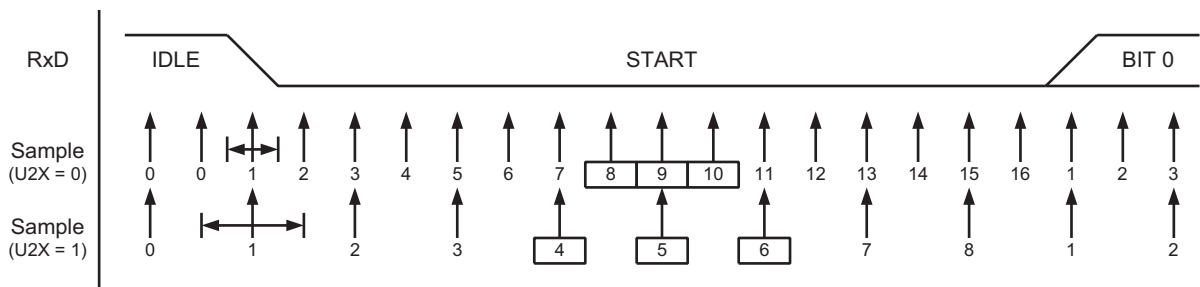 RxD IDLE START BIT 0
Sample
(U2X = 0)
0 0 1 2 3 4 5 6 7 8 9 10 11 12 13 14 15 16 1 2 3
Sample
(U2X = 1)
0 1 2 3 4 5 6 7 8 1 2